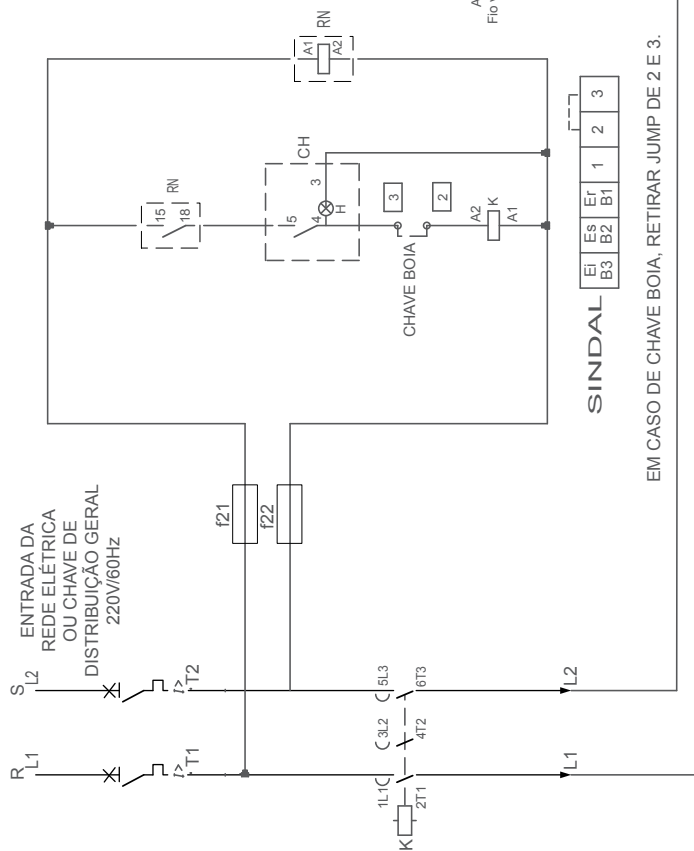 ENTRADA DA
REDE ELÉTRICA
OU CHAVE DE
DISTRIBUIÇÃO GERAL
220V/60Hz
R
L1
S
L2
I>
T1
I>
T2
f21
f22
RN
15
18
CH
5
4
3
H
RN
A1
A2
CHAVE BOIA
3
2
A2
K
A1
K
1L1
2T1
3L2
4T2
5L3
6T3
L1
L2
SINDAL
Ei Es Er 1 2 3
B3 B2 B1
EM CASO DE CHAVE BOIA, RETIRAR JUMP DE 2 E 3.
A
Fio